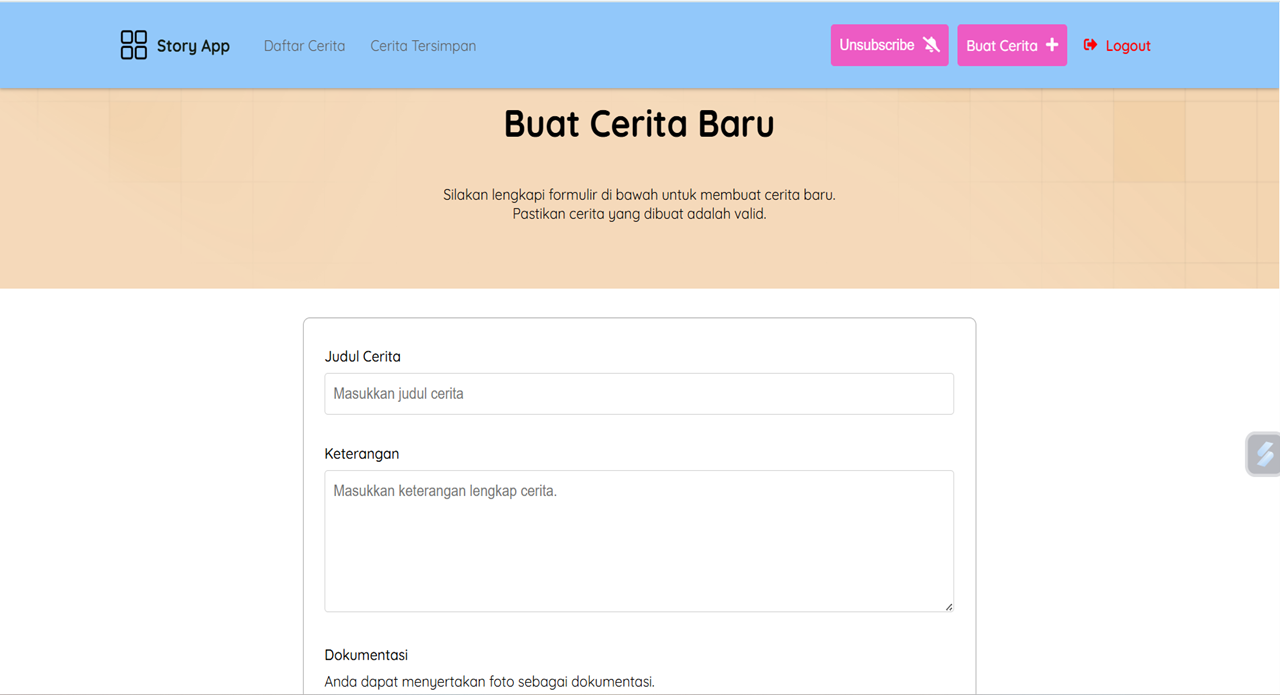 Story App
Daftar Cerita
Cerita Tersimpan
Unsubscribe
Buat Cerita
Logout
Buat Cerita Baru
Silakan lengkapi formulir di bawah untuk membuat cerita baru.
Pastikan cerita yang dibuat adalah valid.
Judul Cerita
Masukkan judul cerita
Keterangan
Masukkan keterangan lengkap cerita.
Dokumentasi
Anda dapat menyertakan foto sebagai dokumentasi.